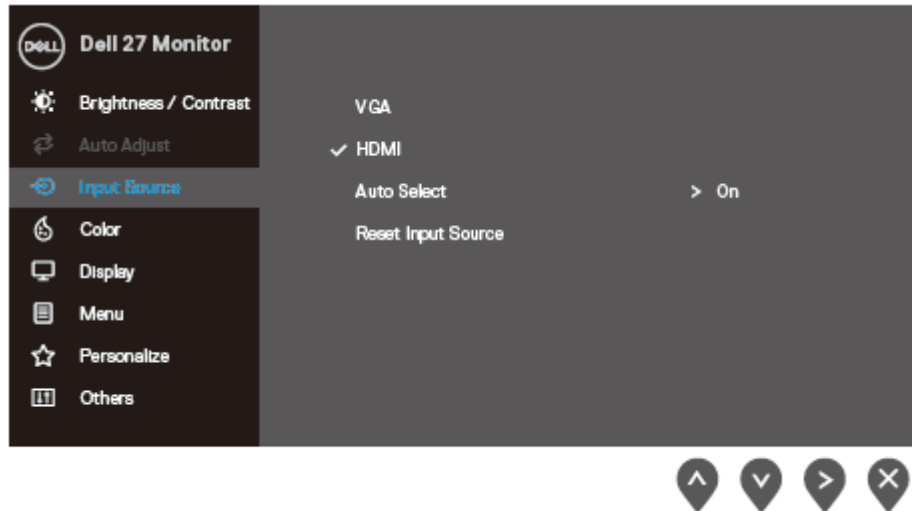 DELL Dell 27 Monitor
Brightness / Contrast
Auto Adjust
Input Source
Color
Display
Menu
Personalize
Others
VGA
HDMI
Auto Select > On
Reset Input Source